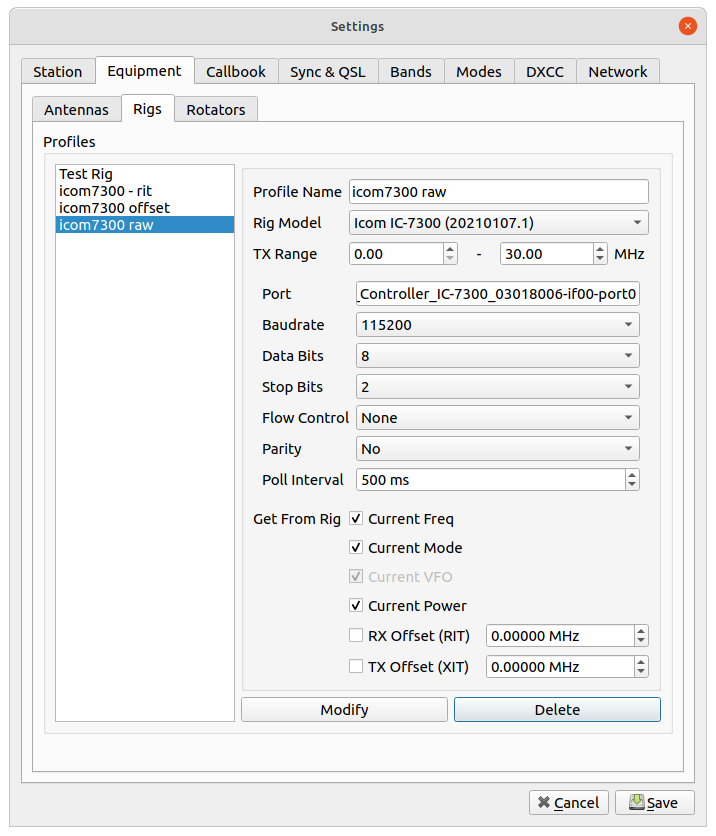 Settings
Station Equipment Callbook Sync & QSL Bands Modes DXCC Network
Antennas Rigs Rotators
Profiles
Test Rig
icom7300 - rit
icom7300 offset
icom7300 raw
Profile Name icom7300 raw
Rig Model Icom IC-7300 (20210107.1)
TX Range 0.00 - 30.00 MHz
Port _Controller_IC-7300_03018006-if00-port0
Baudrate 115200
Data Bits 8
Stop Bits 2
Flow Control None
Parity No
Poll Interval 500 ms
Get From Rig Current Freq
Current Mode
Current VFO
Current Power
RX Offset (RIT) 0.00000 MHz
TX Offset (XIT) 0.00000 MHz
Modify Delete
Cancel Save